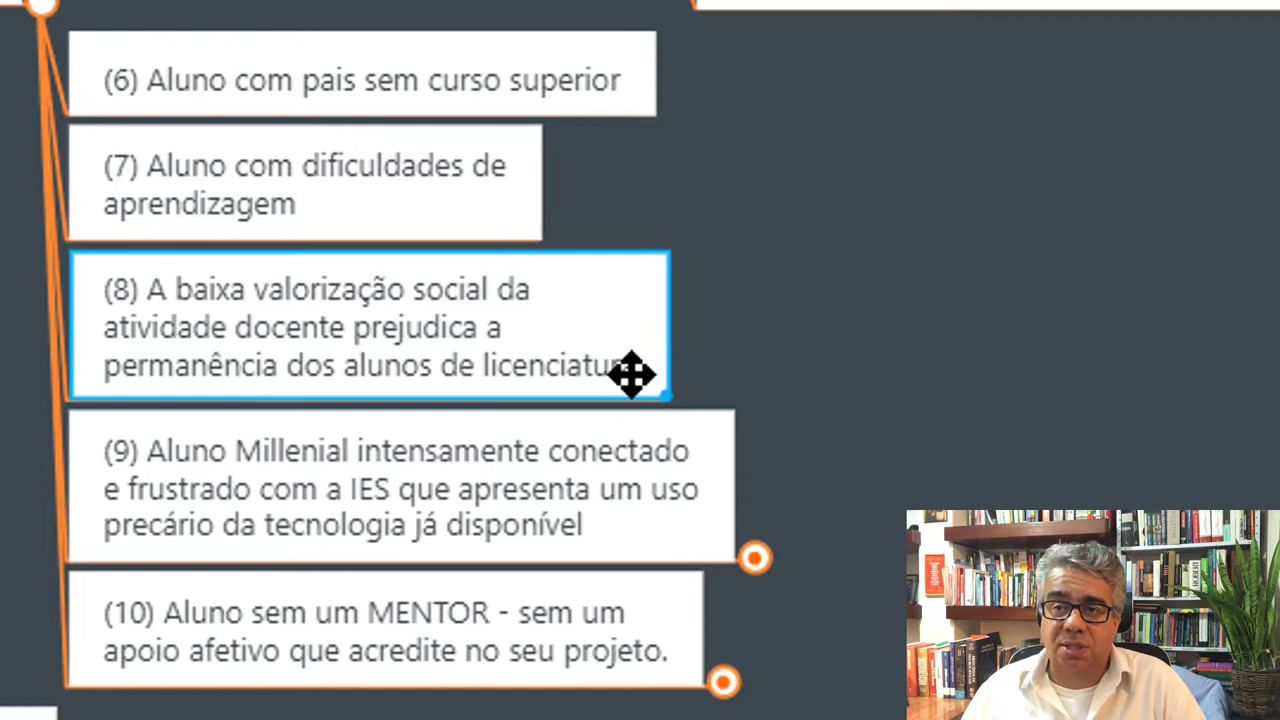 (6) Aluno com pais sem curso superior
(7) Aluno com dificuldades de
aprendizagem
(8) A baixa valorização social da
atividade docente prejudica a
permanência dos alunos de
(9) Aluno Millenial intensamente conectado
e frustrado com a IES que apresenta um uso
precário da tecnologia já disponível
(10) Aluno sem um MENTOR - sem um
apoio afetivo que acredite no seu projeto.